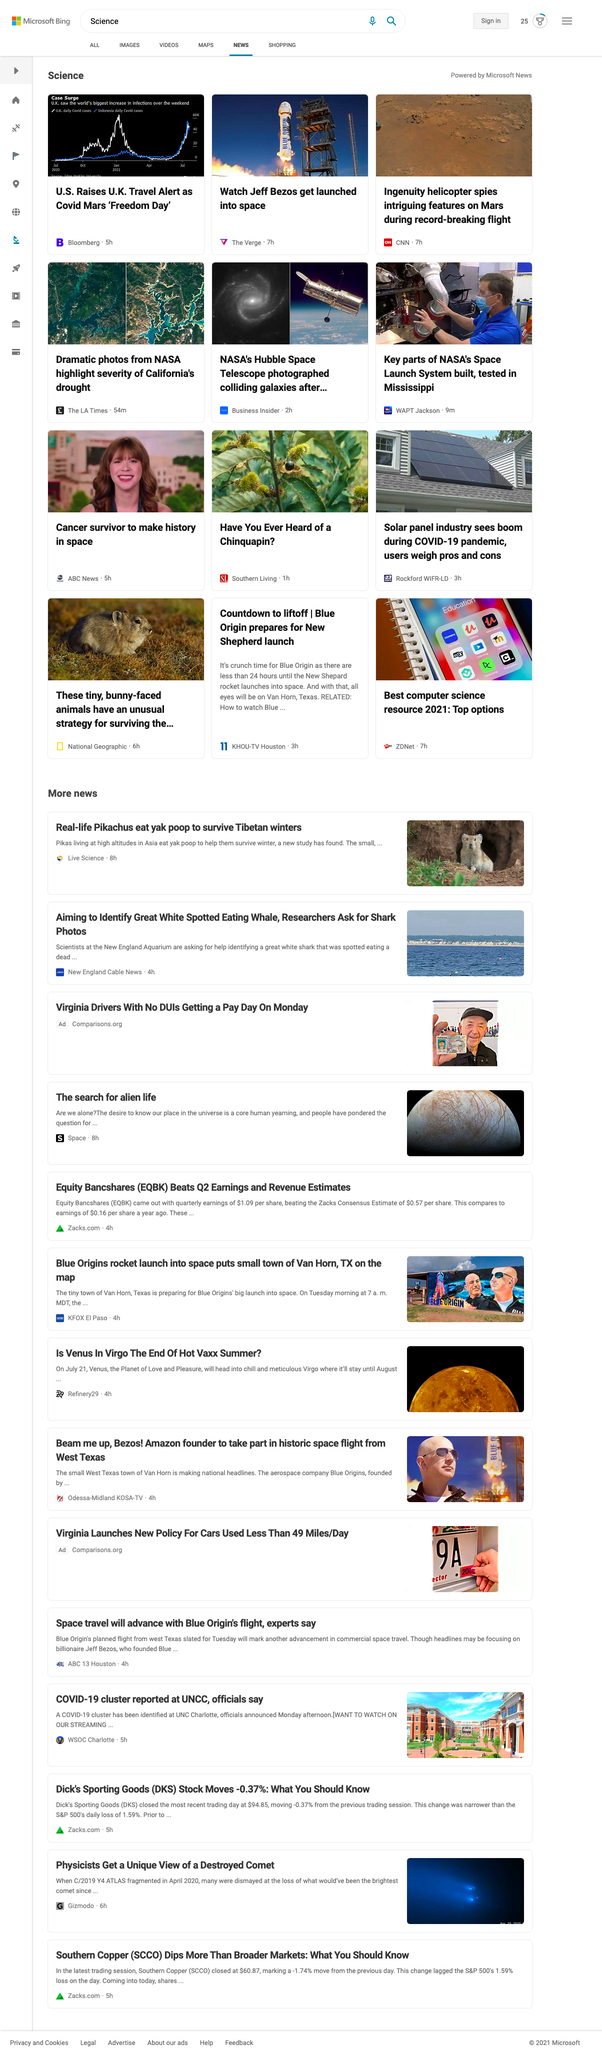 Microsoft Bing
Science
Sign in
25
ALL
IMAGES
VIDEOS
MAPS
NEWS
SHOPPING
Science
Powered by Microsoft News
Case Surge
U.K. saw the world's biggest increase in infections over the weekend
U.S. Raises U.K. Travel Alert as
Covid Mars ‘Freedom Day’
Bloomberg · 5h
Watch Jeff Bezos get launched
into space
The Verge · 7h
Ingenuity helicopter spies
intriguing features on Mars
during record-breaking flight
CNN · 7h
Dramatic photos from NASA
highlight severity of California's
drought
The LA Times · 54m
NASA's Hubble Space
Telescope photographed
colliding galaxies after...
Business Insider · 2h
Key parts of NASA's Space
Launch System built, tested in
Mississippi
WAPT Jackson · 9m
Cancer survivor to make history
in space
ABC News · 5h
Have You Ever Heard of a
Chinquapin?
Southern Living · 1h
Solar panel industry sees boom
during COVID-19 pandemic,
users weigh pros and cons
Rockford WIFR-LD · 3h
These tiny, bunny-faced
animals have an unusual
strategy for surviving the...
National Geographic · 6h
Countdown to liftoff | Blue
Origin prepares for New
Shepherd launch
It's crunch time for Blue Origin as there are
less than 24 hours until the New Shepard
rocket launches into space. And with that, all
eyes will be on Van Horn, Texas. RELATED:
How to watch Blue ...
KHOU-TV Houston · 3h
Education
Best computer science
resource 2021: Top options
ZDNet · 7h
More news
Real-life Pikachus eat yak poop to survive Tibetan winters
Pikas living at high altitudes in Asia eat yak poop to help them survive winter, a new study has found. The small, ...
Live Science · 8h
Aiming to Identify Great White Spotted Eating Whale, Researchers Ask for Shark
Photos
Scientists at the New England Aquarium are asking for help identifying a great white shark that was spotted eating a
dead ...
New England Cable News · 4h
Virginia Drivers With No DUIs Getting a Pay Day On Monday
Ad Comparisons.org
The search for alien life
Are we alone?The desire to know our place in the universe is a core human yearning, and people have pondered the
question for ...
Space · 8h
Equity Bancshares (EQBK) Beats Q2 Earnings and Revenue Estimates
Equity Bancshares (EQBK) came out with quarterly earnings of $1.09 per share, beating the Zacks Consensus Estimate of $0.57 per share. This compares to
earnings of $0.16 per share a year ago. These ...
Zacks.com · 4h
Blue Origins rocket launch into space puts small town of Van Horn, TX on the
map
The tiny town of Van Horn, Texas is preparing for Blue Origins' big launch into space. On Tuesday morning at 7 a. m.
MDT, the ...
KFOX El Paso · 4h
BLUE ORIGIN
Is Venus In Virgo The End Of Hot Vaxx Summer?
On July 21, Venus, the Planet of Love and Pleasure, will head into chill and meticulous Virgo where it'll stay until August
...
Refinery29 · 4h
Beam me up, Bezos! Amazon founder to take part in historic space flight from
West Texas
The small West Texas town of Van Horn is making national headlines. The aerospace company Blue Origins, founded
by ...
Odessa-Midland KOSA-TV · 4h
Virginia Launches New Policy For Cars Used Less Than 49 Miles/Day
Ad Comparisons.org
9A
Space travel will advance with Blue Origin's flight, experts say
Blue Origin's planned flight from west Texas slated for Tuesday will mark another advancement in commercial space travel. Though headlines may be focusing on
billionaire Jeff Bezos, who founded Blue ...
ABC 13 Houston · 4h
COVID-19 cluster reported at UNCC, officials say
A COVID-19 cluster has been identified at UNC Charlotte, officials announced Monday afternoon.[WANT TO WATCH ON
OUR STREAMING ...
WSOC Charlotte · 5h
Dick's Sporting Goods (DKS) Stock Moves -0.37%: What You Should Know
Dick's Sporting Goods (DKS) closed the most recent trading day at $94.85, moving -0.37% from the previous trading session. This change was narrower than the
S&P 500's daily loss of 1.59%. Prior to ...
Zacks.com · 5h
Physicists Get a Unique View of a Destroyed Comet
When C/2019 Y4 ATLAS fragmented in April 2020, many were dismayed at the loss of what would've been the brightest
comet since ...
Gizmodo · 6h
Southern Copper (SCCO) Dips More Than Broader Markets: What You Should Know
In the latest trading session, Southern Copper (SCCO) closed at $60.87, marking a -1.74% move from the previous day. This change lagged the S&P 500's 1.59%
loss on the day. Coming into today, shares ...
Zacks.com · 5h
Privacy and Cookies
Legal
Advertise
About our ads
Help
Feedback
© 2021 Microsoft